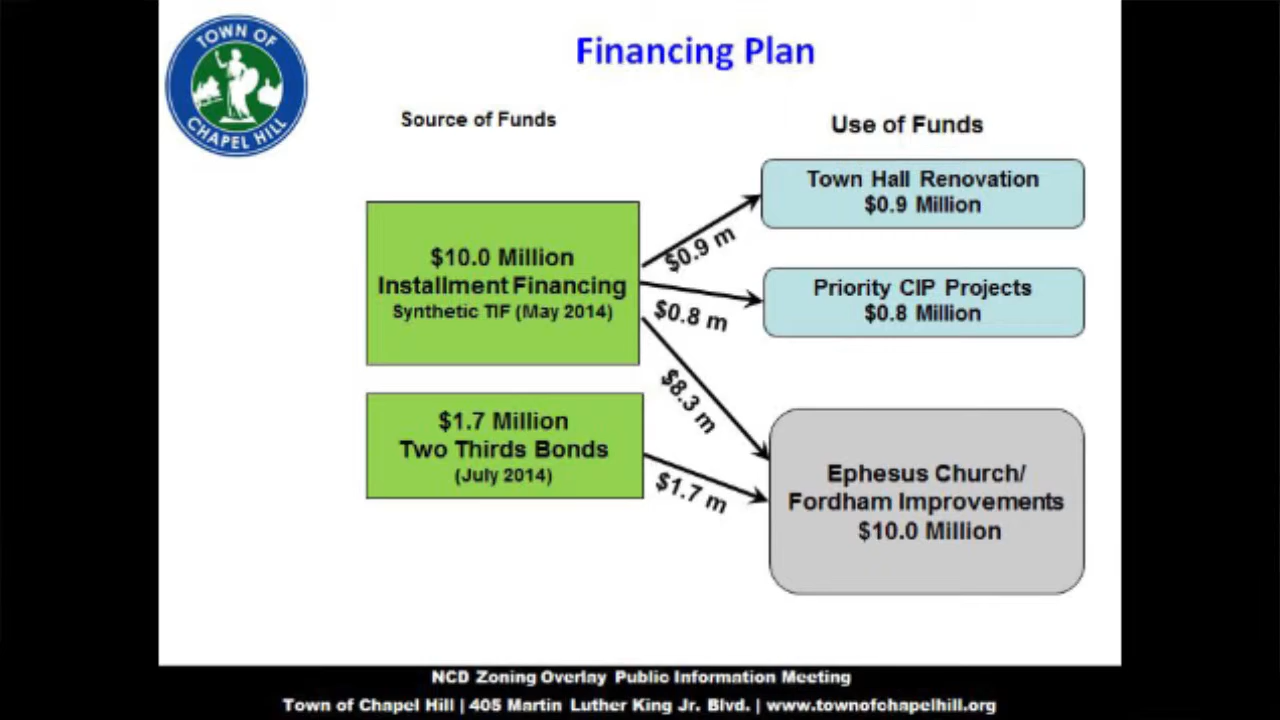 TOWN OF
CHAPEL HILL
Financing Plan
Source of Funds
Use of Funds
$10.0 Million
Installment Financing
Synthetic TIF (May 2014)
$1.7 Million
Two Thirds Bonds
(July 2014)
$0.9 m
$0.8 m
$8.3 m
$1.7 m
Town Hall Renovation
$0.9 Million
Priority CIP Projects
$0.8 Million
Ephesus Church/
Fordham Improvements
$10.0 Million
NCD Zoning Overlay Public Information Meeting
Town of Chapel Hill | 405 Martin Luther King Jr. Blvd. | www.townofchapelhill.org